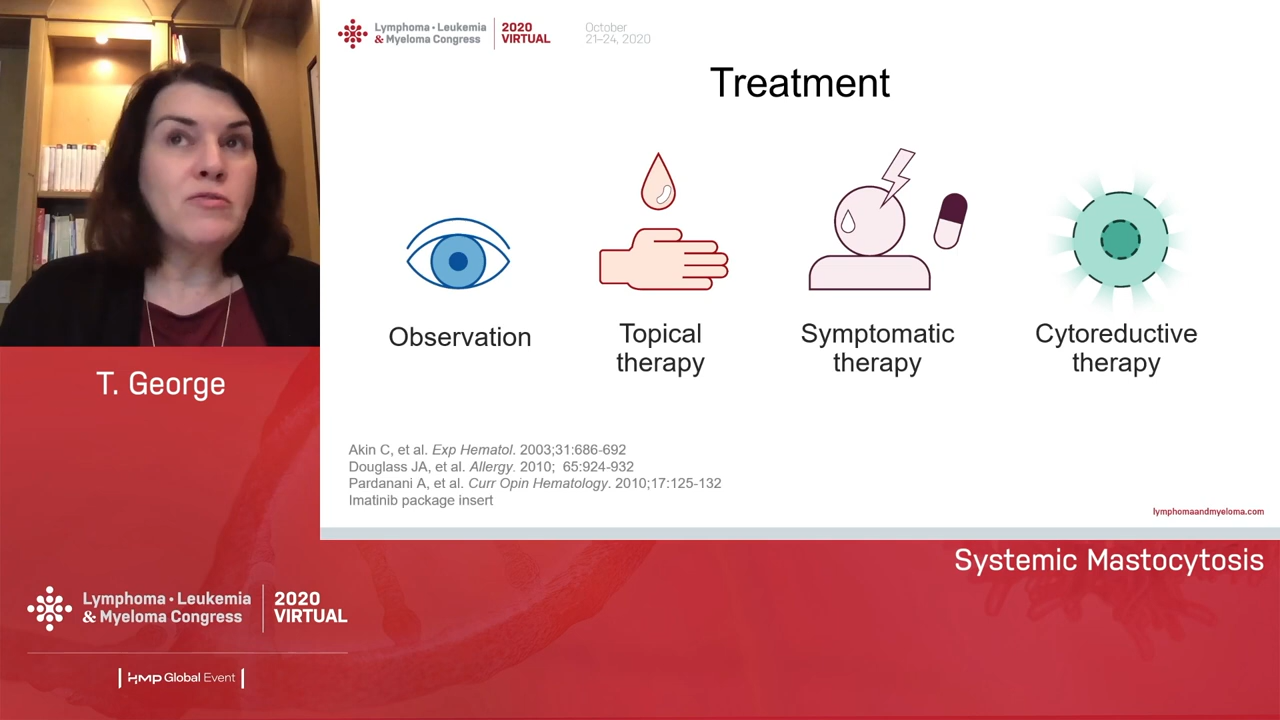 Lymphoma • Leukemia
& Myeloma Congress
2020
VIRTUAL
October
21–24, 2020
Treatment
Observation
Topical
therapy
Symptomatic
therapy
Cytoreductive
therapy
Akin C, et al. Exp Hematol. 2003;31:686-692
Douglass JA, et al. Allergy. 2010; 65:924-932
Pardanani A, et al. Curr Opin Hematology. 2010;17:125-132
Imatinib package insert
lymphomaandmyeloma.com
T. George
Systemic Mastocytosis
Lymphoma • Leukemia
& Myeloma Congress
2020
VIRTUAL
HMP Global Event